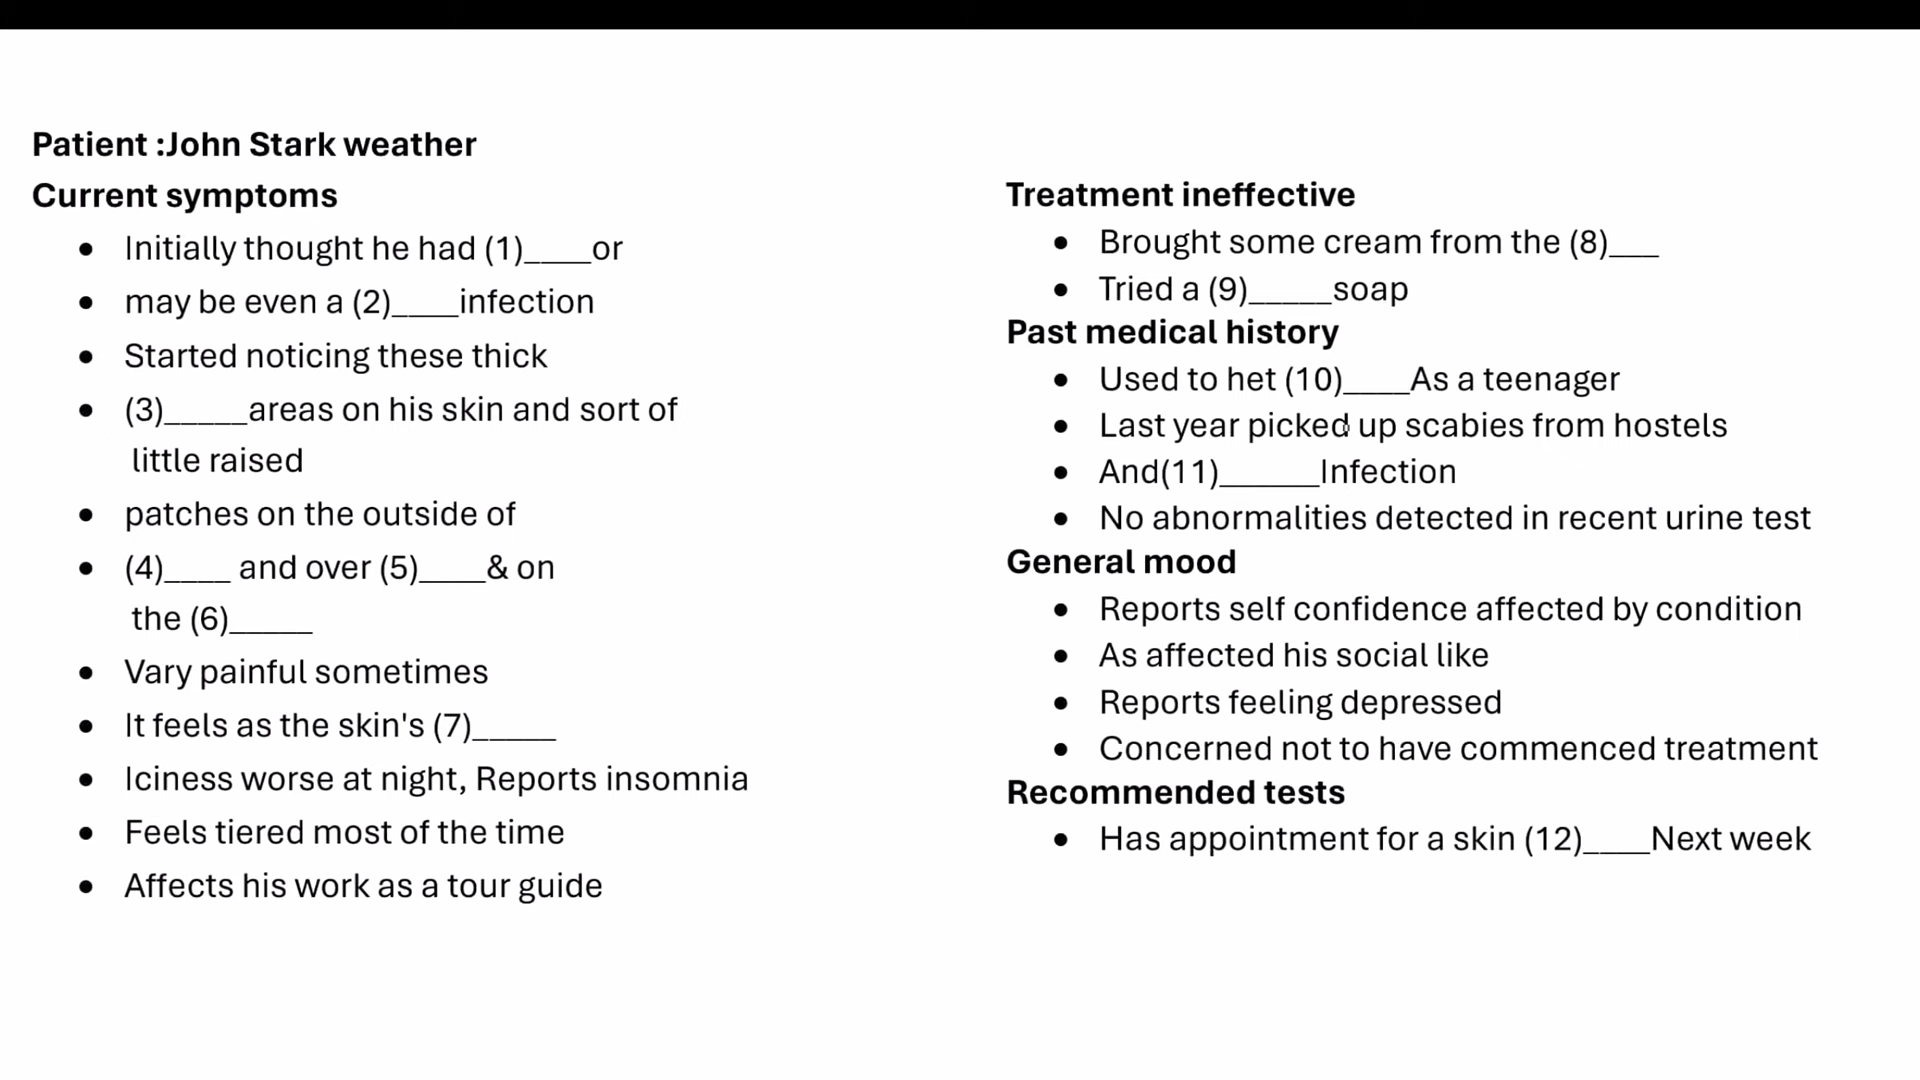 Patient :John Stark weather
Current symptoms
• Initially thought he had (1)____or
• may be even a (2)____infection
• Started noticing these thick
• (3)_____areas on his skin and sort of
little raised
• patches on the outside of
• (4)____ and over (5)____& on
the (6)_____
• Vary painful sometimes
• It feels as the skin's (7)_____
• Iciness worse at night, Reports insomnia
• Feels tiered most of the time
• Affects his work as a tour guide
Treatment ineffective
• Brought some cream from the (8)___
• Tried a (9)_____soap
Past medical history
• Used to het (10)____As a teenager
• Last year picked up scabies from hostels
• And(11)______Infection
• No abnormalities detected in recent urine test
General mood
• Reports self confidence affected by condition
• As affected his social like
• Reports feeling depressed
• Concerned not to have commenced treatment
Recommended tests
• Has appointment for a skin (12)____Next week